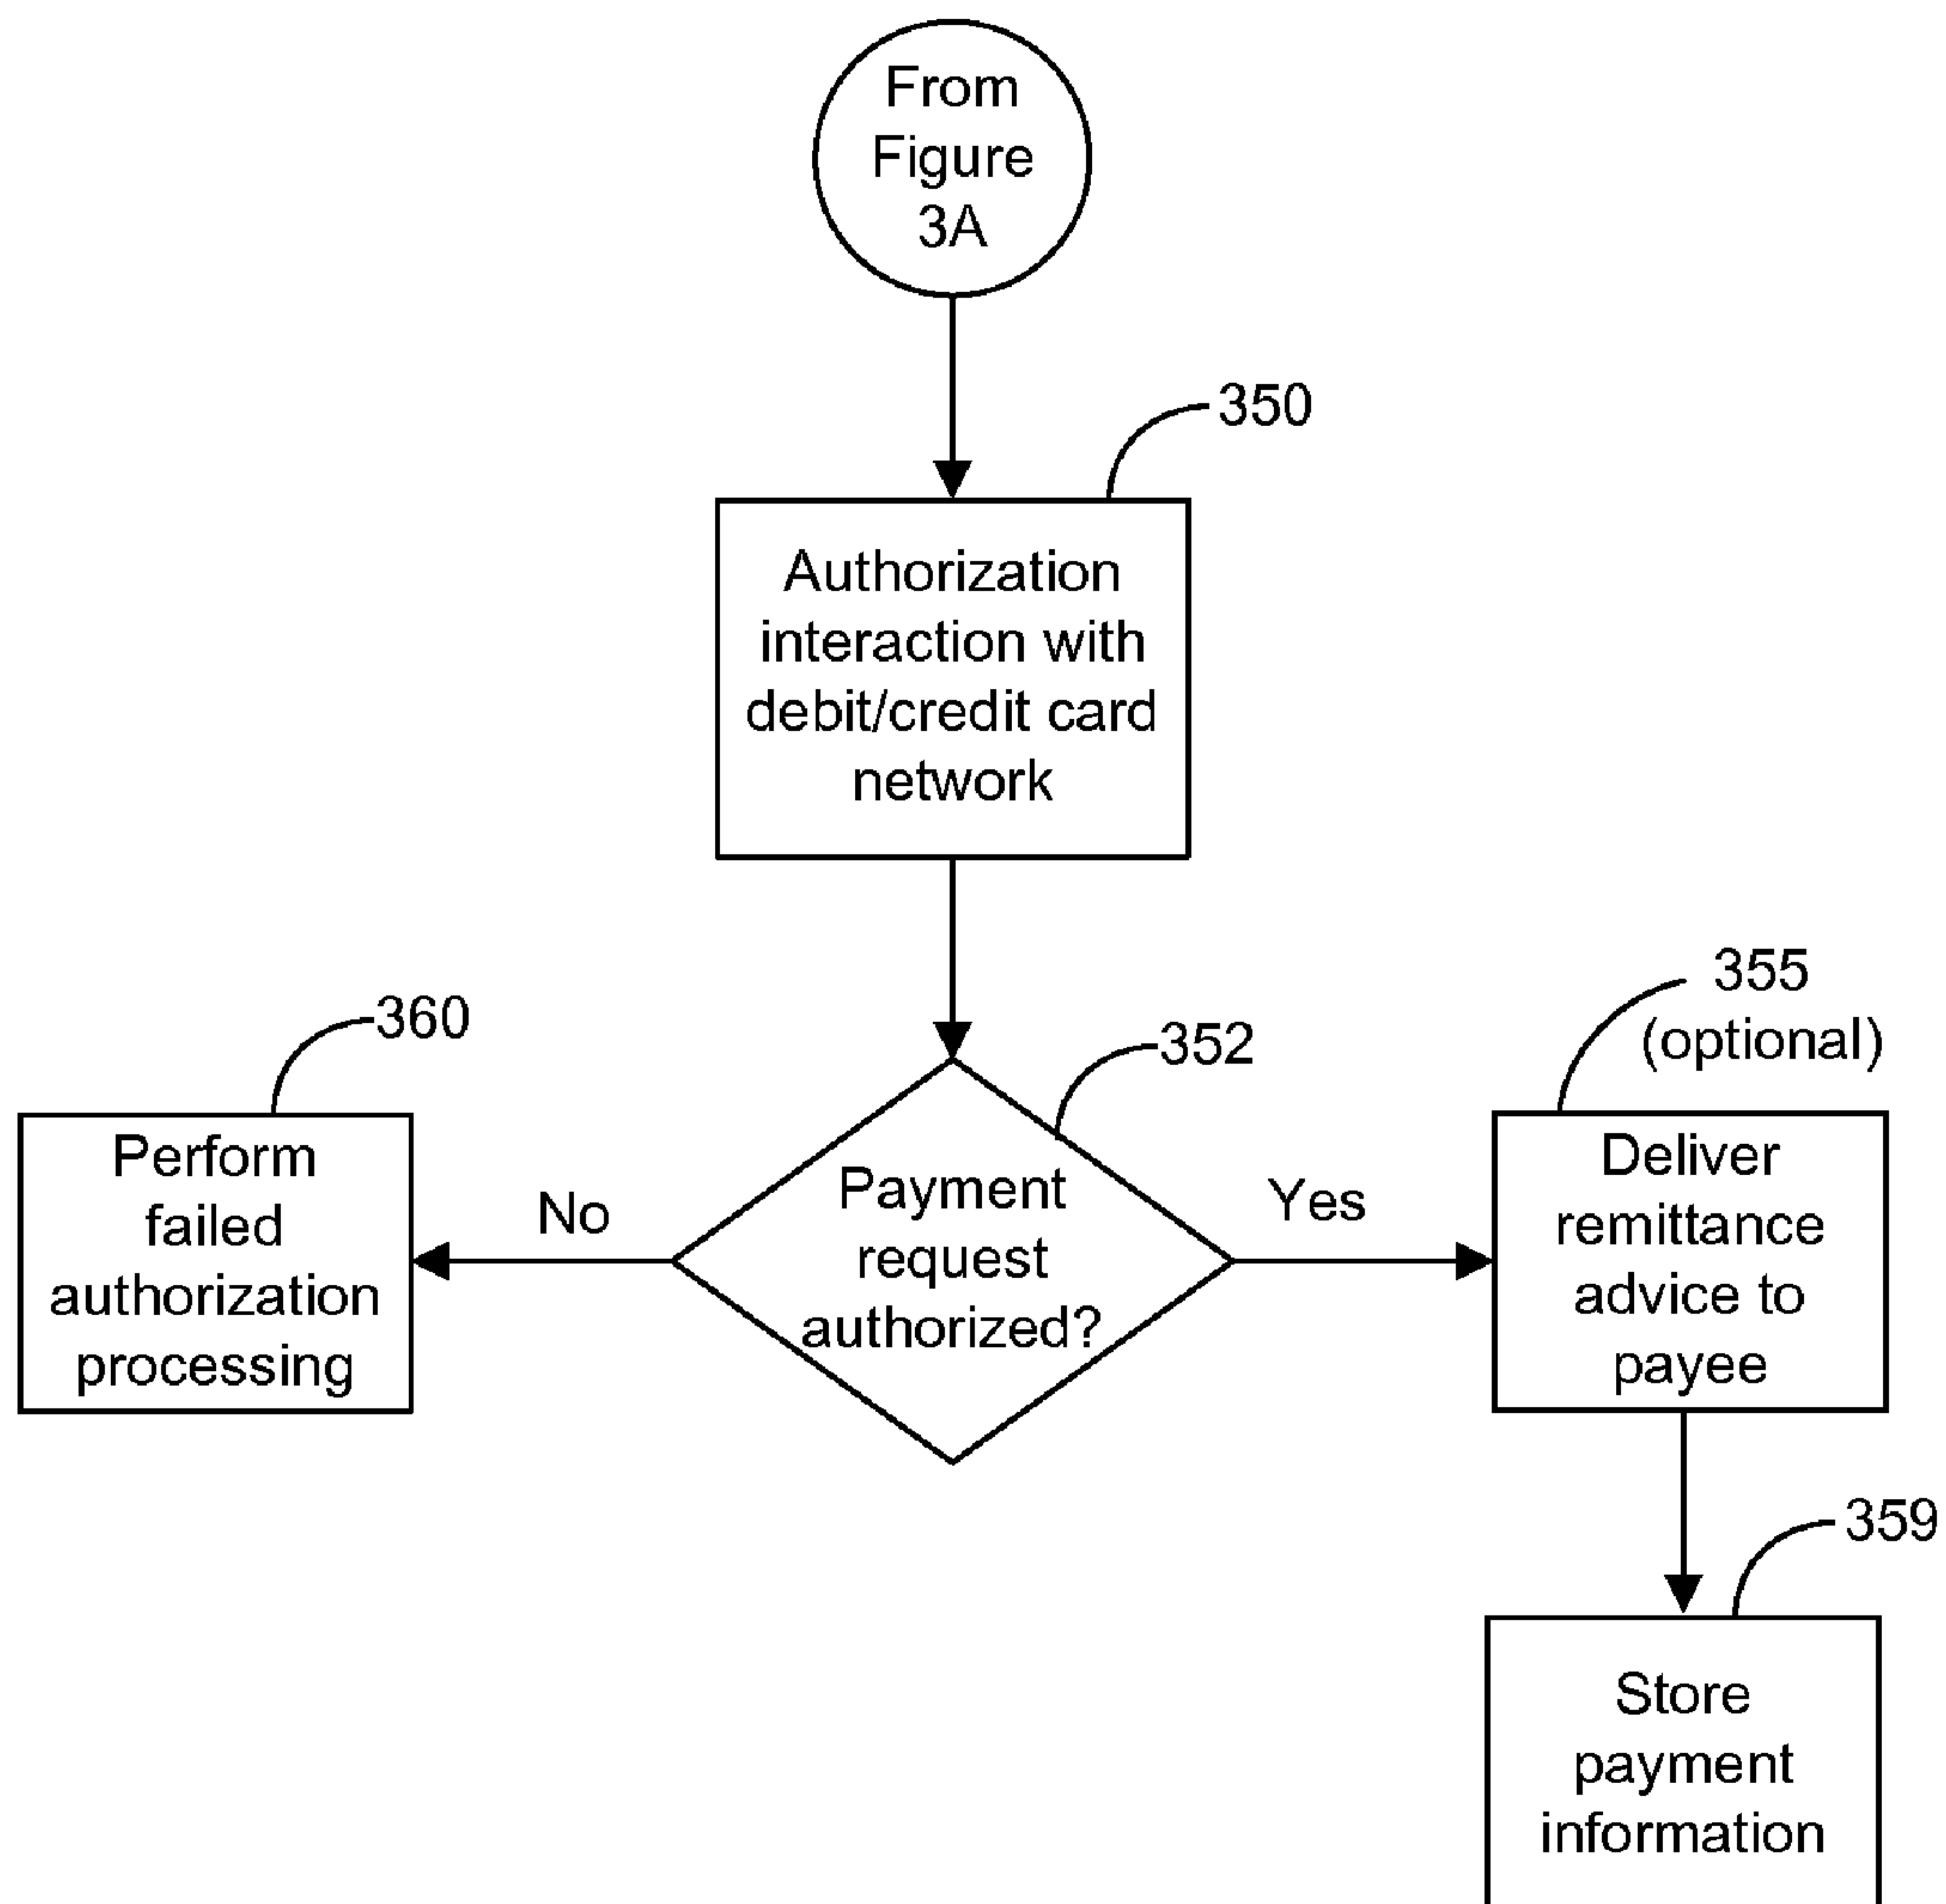 From
Figure
3A
350
Authorization
interaction with
debit/credit card
network
360
352
355
(optional)
Perform
failed
authorization
processing
No
Payment
request
authorized?
Yes
Deliver
remittance
advice to
payee
359
Store
payment
information